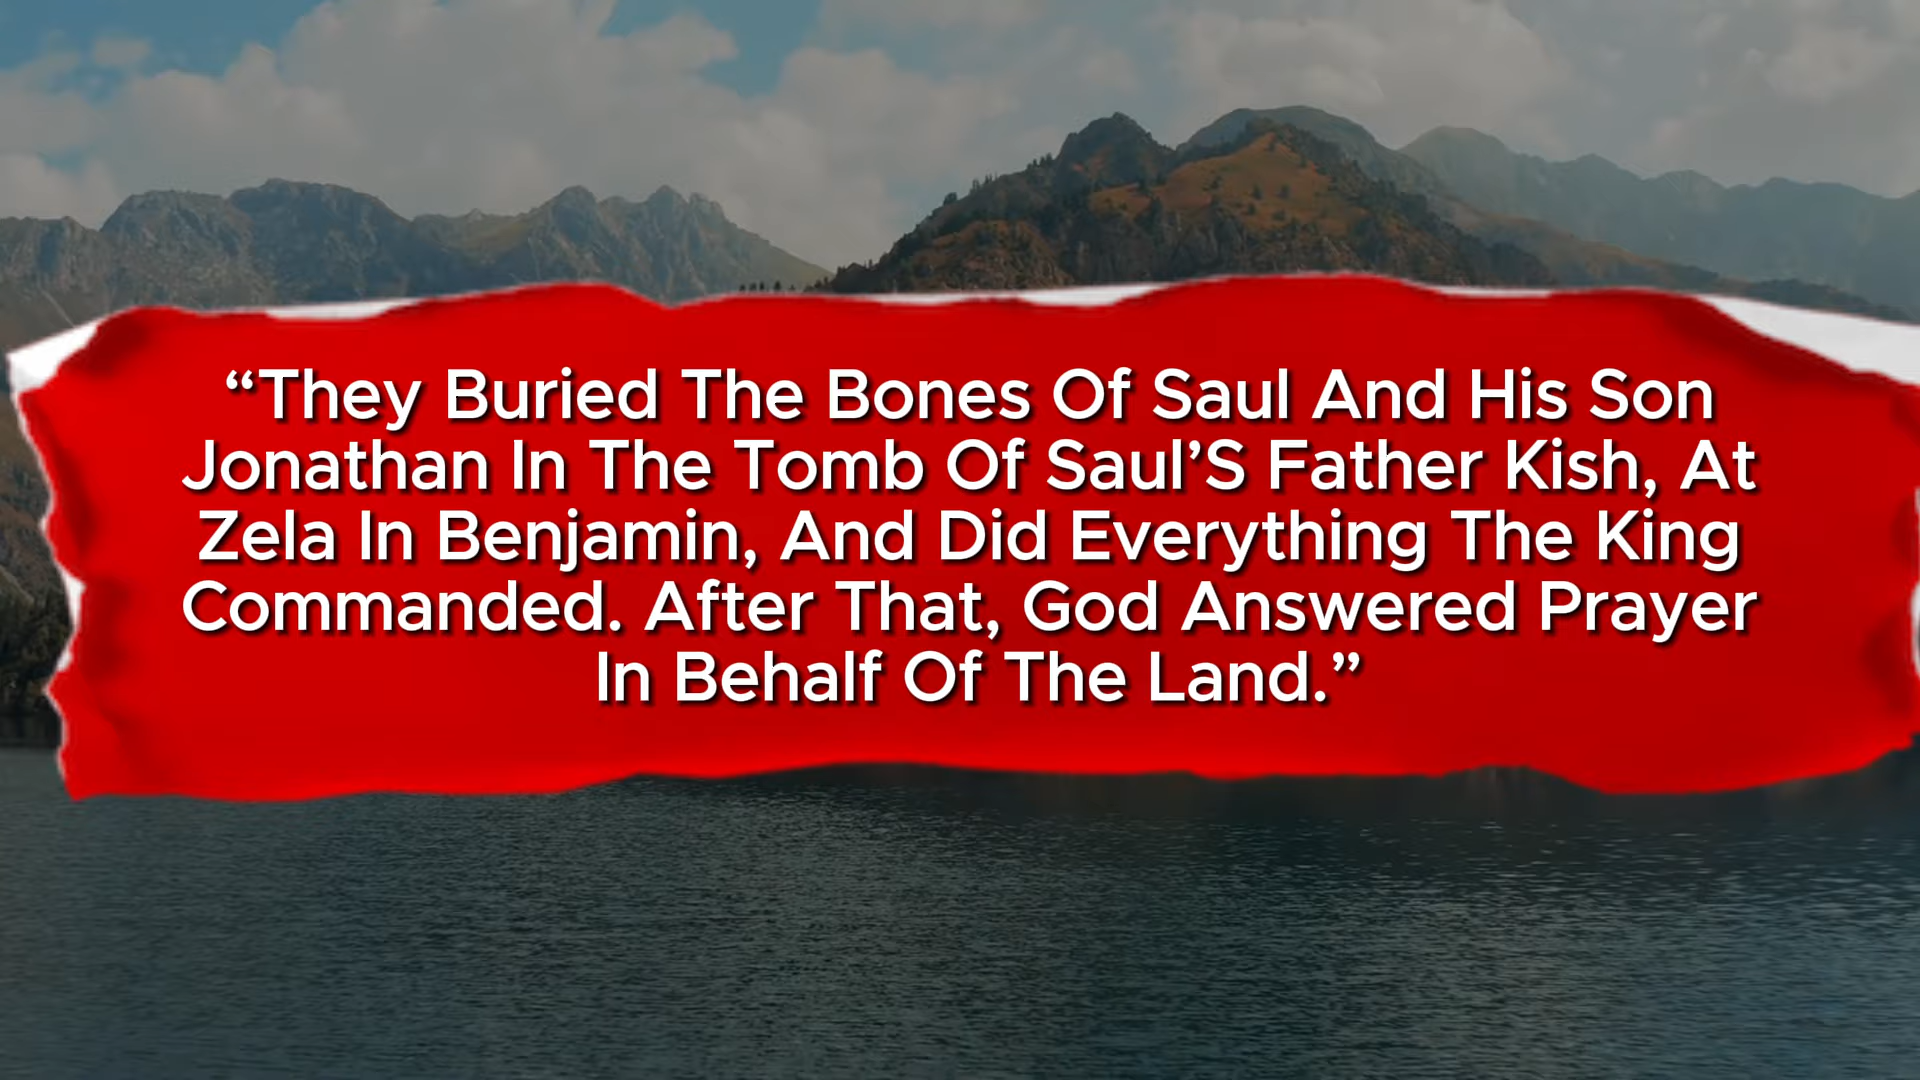 “They Buried The Bones Of Saul And His Son
Jonathan In The Tomb Of Saul’S Father Kish, At
Zela In Benjamin, And Did Everything The King
Commanded. After That, God Answered Prayer
In Behalf Of The Land.”